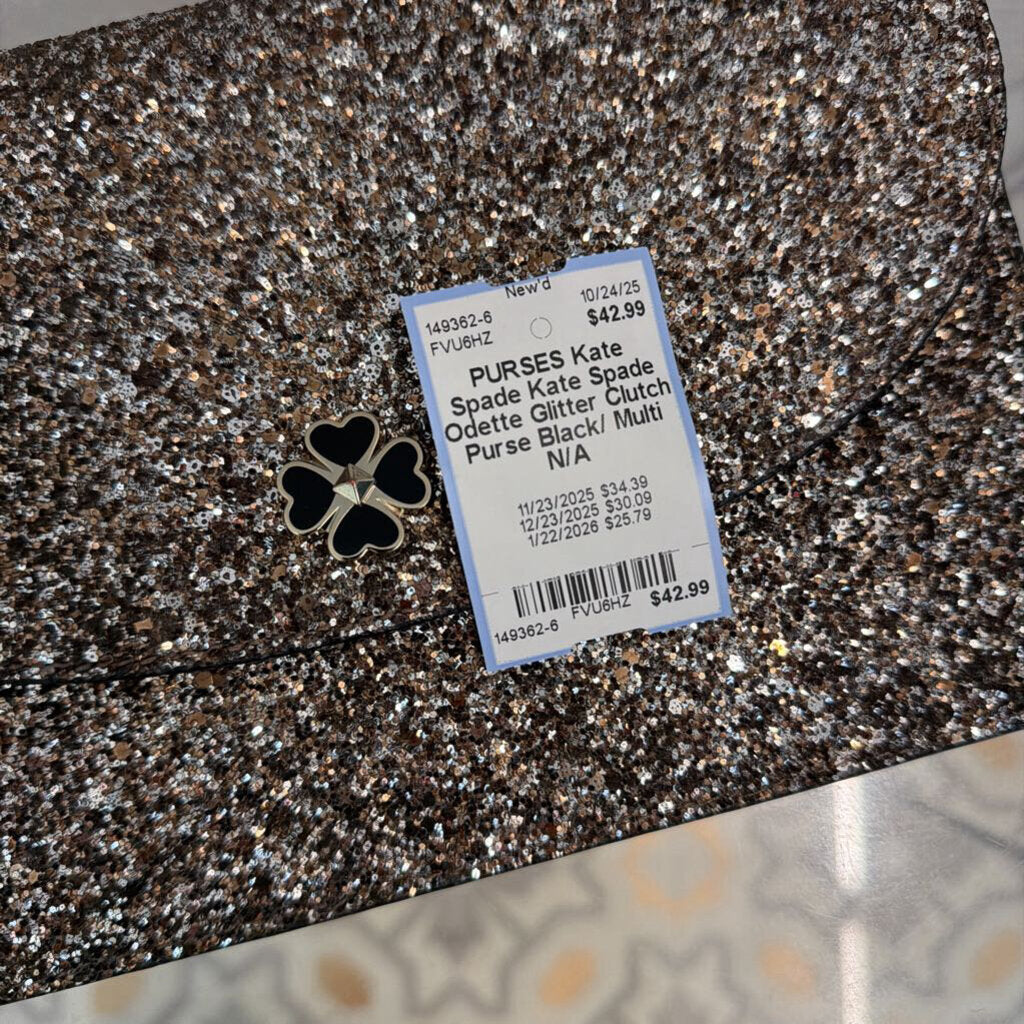 New'd
149362-6
10/24/25
FVU6HZ
$42.99
PURSES Kate
Spade Kate Spade
Odette Glitter Clutch
Purse Black/ Multi
N/A
11/23/2025 $34.39
12/23/2025 $30.09
1/22/2026 $25.79
149362-6 FVU6HZ $42.99